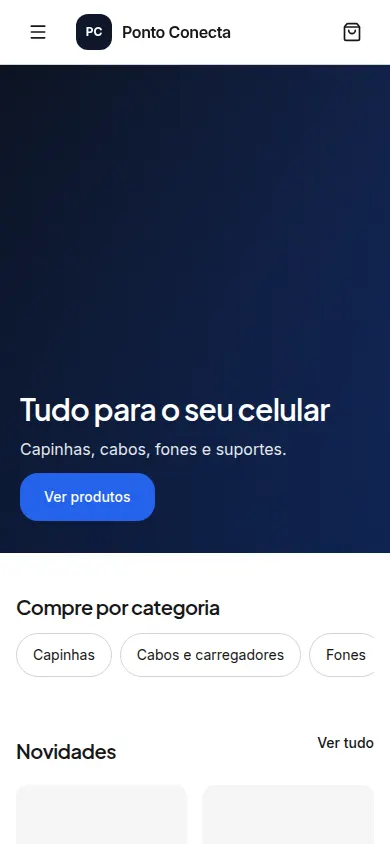 PC
Ponto Conecta
Tudo para o seu celular
Capinhas, cabos, fones e suportes.
Ver produtos
Compre por categoria
Capinhas
Cabos e carregadores
Fones
Novidades
Ver tudo